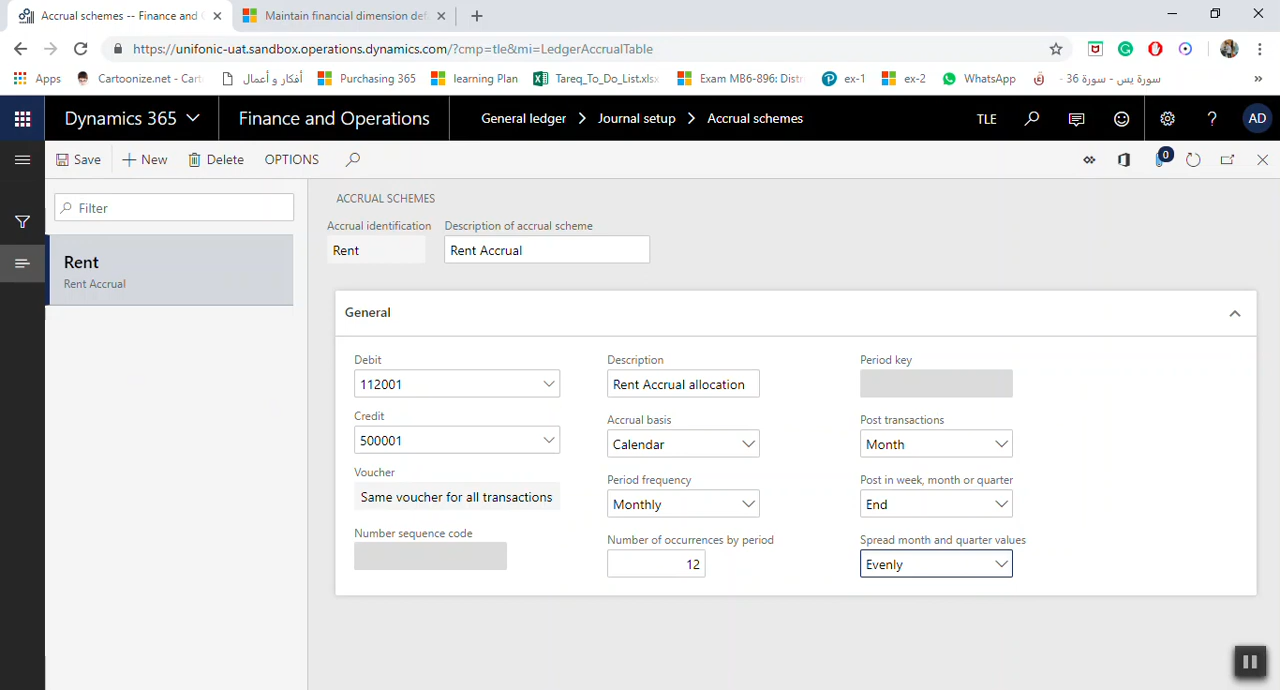 Accrual schemes -- Finance and
Maintain financial dimension def
https://unifonic-uat.sandbox.operations.dynamics.com/?cmp=tle&mi=LedgerAccrualTable
Apps
Cartoonize.net - Cart
أفكار و أعمال
Purchasing 365
learning Plan
Tareq_To_Do_List.xlsx
Exam MB6-896: Distri
ex-1
ex-2
WhatsApp
سورة يس - سورة 36 -
»
Dynamics 365
Finance and Operations
General ledger > Journal setup > Accrual schemes
TLE
?
AD
Save
New
Delete
OPTIONS
0
Filter
Rent
Rent Accrual
ACCRUAL SCHEMES
Accrual identification
Description of accrual scheme
Rent
Rent Accrual
General
Debit
Description
Period key
112001
Rent Accrual allocation
Credit
Accrual basis
Post transactions
500001
Calendar
Month
Voucher
Period frequency
Post in week, month or quarter
Same voucher for all transactions
Monthly
End
Number sequence code
Number of occurrences by period
Spread month and quarter values
12
Evenly